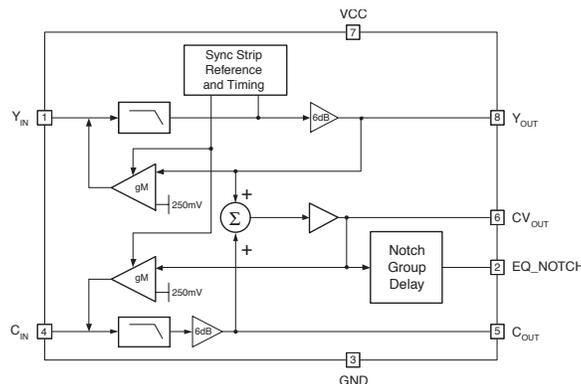 VCC
7
Sync Strip
Reference
and Timing
Y_IN
1
6dB
8
Y_OUT
gM
250mV
+
Σ
+
6
CV_OUT
Notch
Group
Delay
2
EQ_NOTCH
gM
250mV
C_IN
4
6dB
5
C_OUT
3
GND